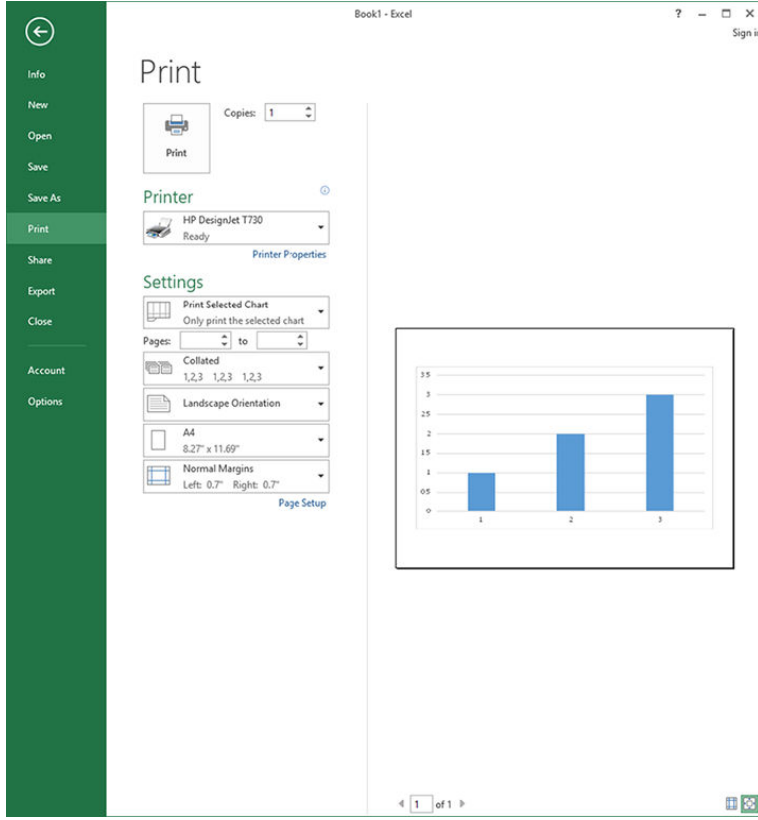 Book1 - Excel
?
Sign i
Info
New
Open
Save
Save As
Print
Share
Export
Close
Account
Options
Print
Copies: 1
Print
Printer
HP DesignJet T730
Ready
Printer Properties
Settings
Print Selected Chart
Only print the selected chart
Pages: to
Collated
1,2,3 1,2,3 1,2,3
Landscape Orientation
A4
8.27" x 11.69"
Normal Margins
Left: 0.7" Right: 0.7"
Page Setup
3.5
3
2.5
2
1.5
1
0.5
0
1 2 3
1 of 1